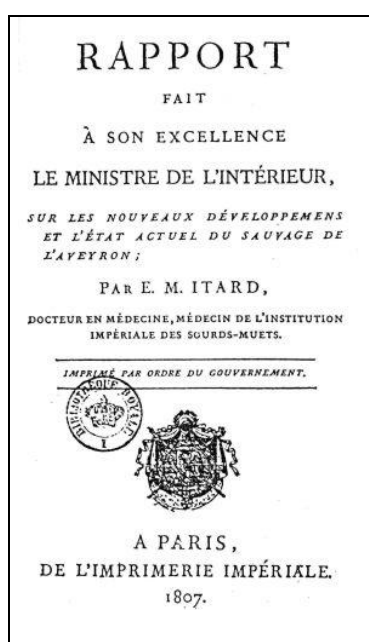 RAPPORT
FAIT
À SON EXCELLENCE
LE MINISTRE DE L'INTÉRIEUR,
SUR LES NOUVEAUX DÉVELOPPEMENS
ET L'ÉTAT ACTUEL DU SAUVAGE DE
L'AVEYRON;
PAR E. M. ITARD,
DOCTEUR EN MÉDECINE, MÉDECIN DE L'INSTITUTION
IMPÉRIALE DES SOURDS-MUETS.
IMPRIMÉ PAR ORDRE DU GOUVERNEMENT.
BIBLIOTHÈQUE ROYALE
I
A PARIS,
DE L'IMPRIMERIE IMPÉRIALE.
1807.